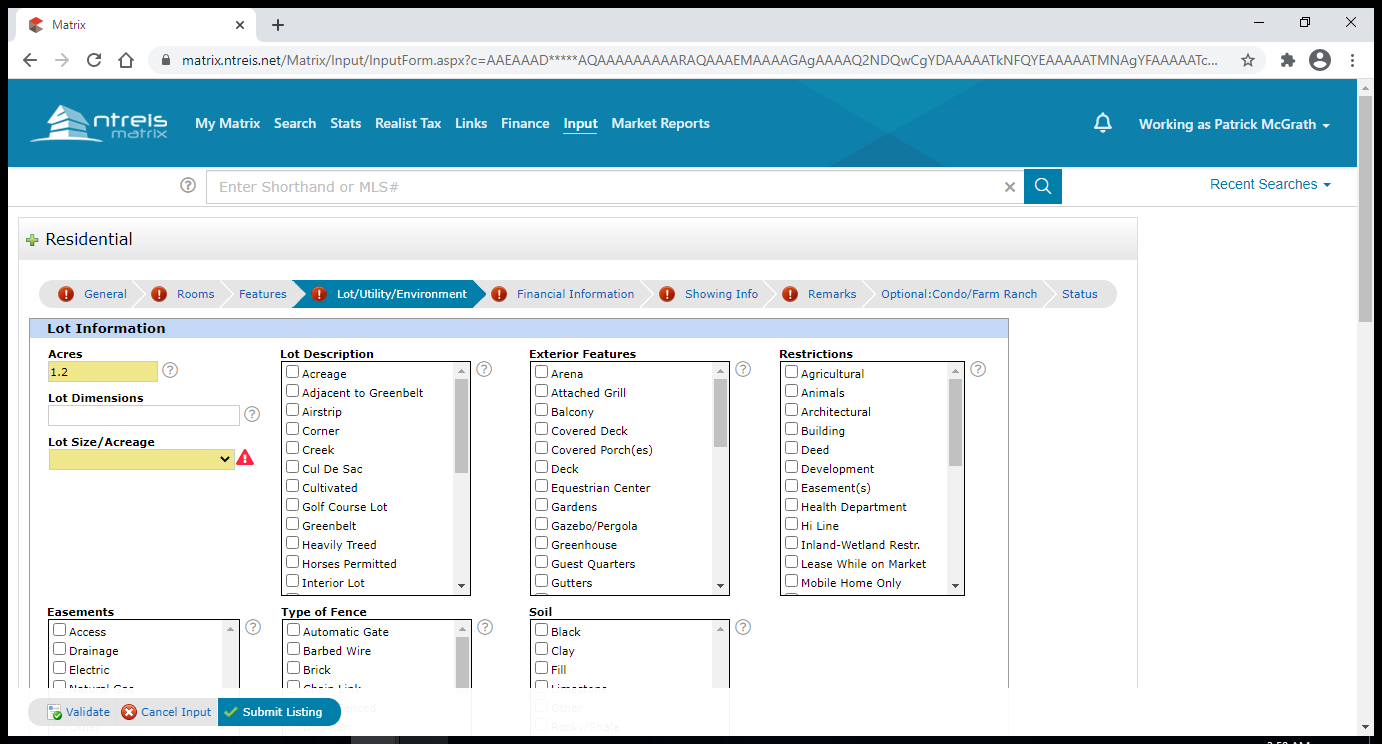 Matrix
matrix.ntreis.net/Matrix/Input/InputForm.aspx?c=AAEAAAD*****AQAAAAAAAAARAQAAAEMAAAAGAgAAAAQ2NDQwCgYDAAAAATkNFQYEAAAAATMNAgYFAAAAATc...
ntreis
matrix
My Matrix Search Stats Realist Tax Links Finance Input Market Reports
Working as Patrick McGrath
Enter Shorthand or MLS#
Recent Searches
Residential
General Rooms Features Lot/Utility/Environment Financial Information Showing Info Remarks Optional:Condo/Farm Ranch Status
Lot Information
Acres
1.2
Lot Dimensions
Lot Size/Acreage
Lot Description
Acreage
Adjacent to Greenbelt
Airstrip
Corner
Creek
Cul De Sac
Cultivated
Golf Course Lot
Greenbelt
Heavily Treed
Horses Permitted
Interior Lot
Exterior Features
Arena
Attached Grill
Balcony
Covered Deck
Covered Porch(es)
Deck
Equestrian Center
Gardens
Gazebo/Pergola
Greenhouse
Guest Quarters
Gutters
Restrictions
Agricultural
Animals
Architectural
Building
Deed
Development
Easement(s)
Health Department
Hi Line
Inland-Wetland Restr.
Lease While on Market
Mobile Home Only
Easements
Access
Drainage
Electric
Type of Fence
Automatic Gate
Barbed Wire
Brick
Soil
Black
Clay
Fill
Other
Rocky/Shale
Validate Cancel Input Submit Listing